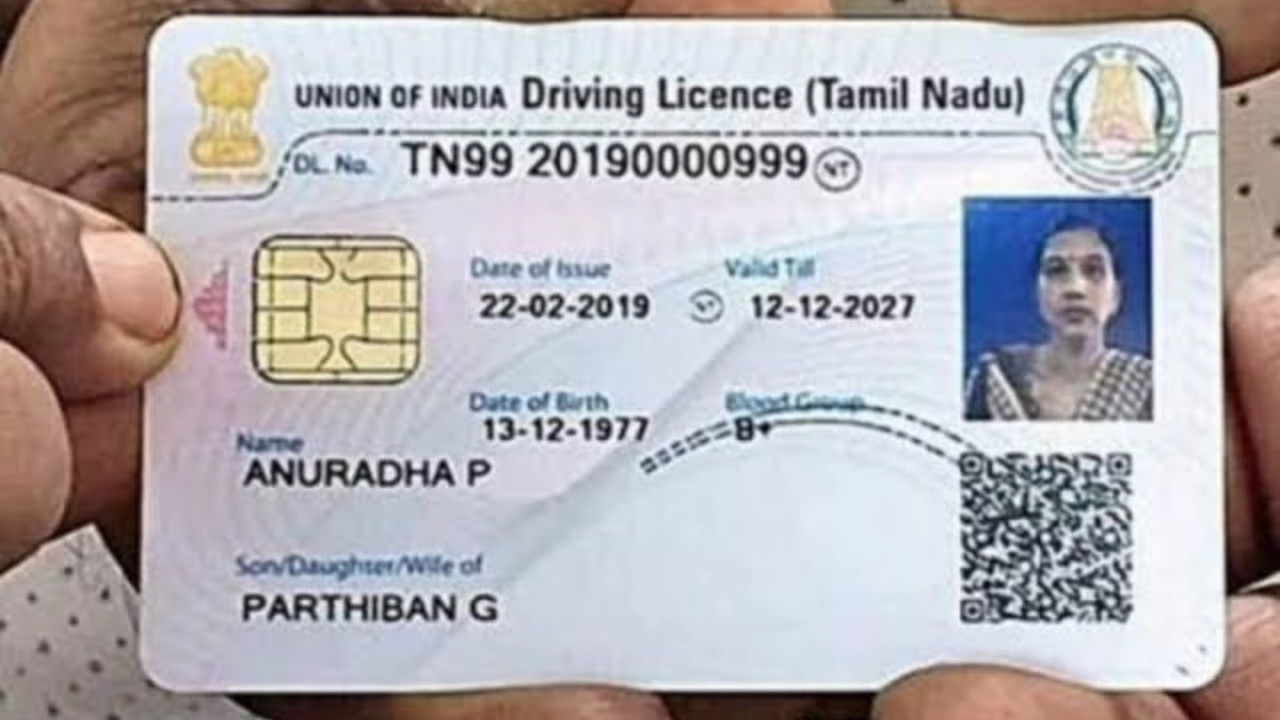 UNION OF INDIA Driving Licence (Tamil Nadu)
DL. No. TN99 20190000999 NT
Date of Issue Valid Till
22-02-2019 NT 12-12-2027
Date of Birth Blood Group
13-12-1977 B+
Name
ANURADHA P
Son/Daughter/Wife of
PARTHIBAN G